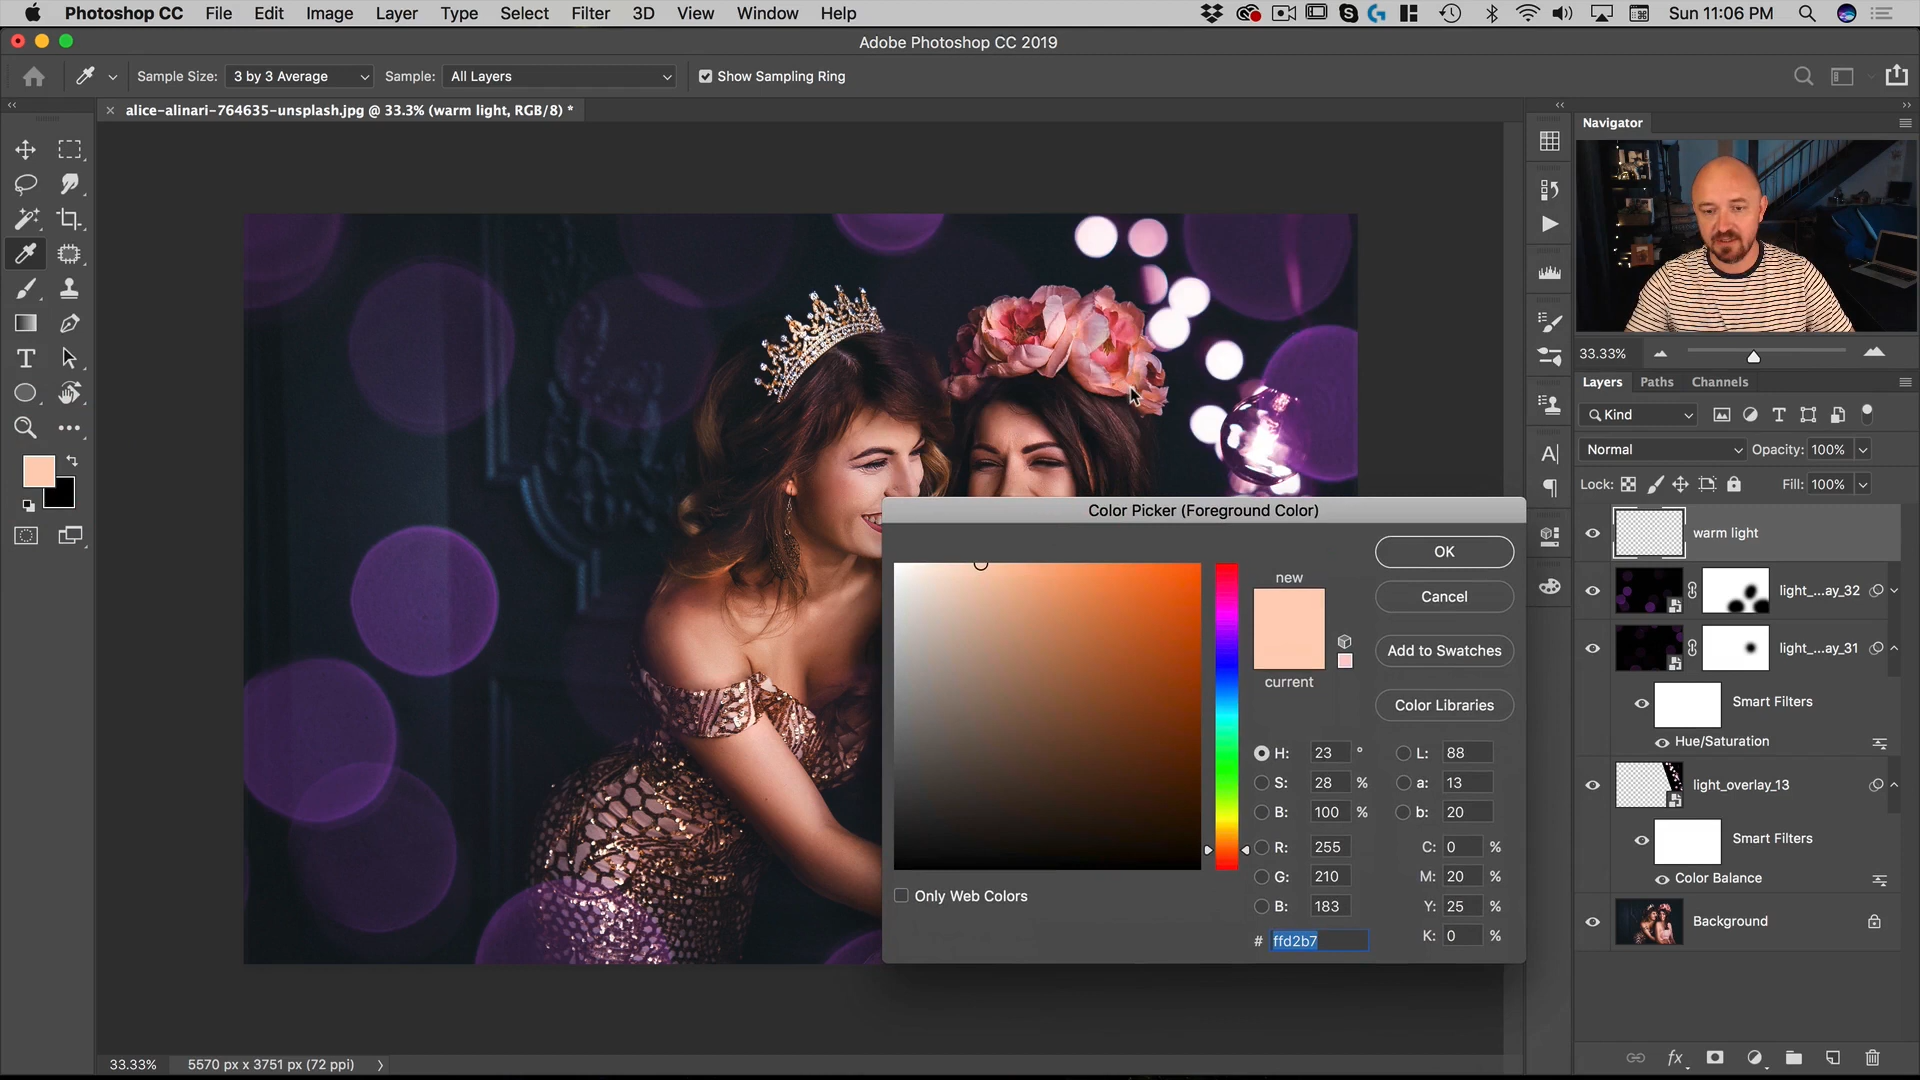 Photoshop CC File Edit Image Layer Type Select Filter 3D View Window Help Sun 11:06 PM
Adobe Photoshop CC 2019
Sample Size: 3 by 3 Average Sample: All Layers Show Sampling Ring
× alice-alinari-764635-unsplash.jpg @ 33.3% (warm light, RGB/8) *
Navigator
33.33%
Layers Paths Channels
Kind
Normal Opacity: 100%
Lock: Fill: 100%
warm light
light_...ay_32
light_...ay_31
Smart Filters
Hue/Saturation
light_overlay_13
Smart Filters
Color Balance
Background
Color Picker (Foreground Color)
new
current
OK
Cancel
Add to Swatches
Color Libraries
H: 23 °
S: 28 %
B: 100 %
R: 255
G: 210
B: 183
# ffd2b7
L: 88
a: 13
b: 20
C: 0 %
M: 20 %
Y: 25 %
K: 0 %
Only Web Colors
33.33% 5570 px x 3751 px (72 ppi)